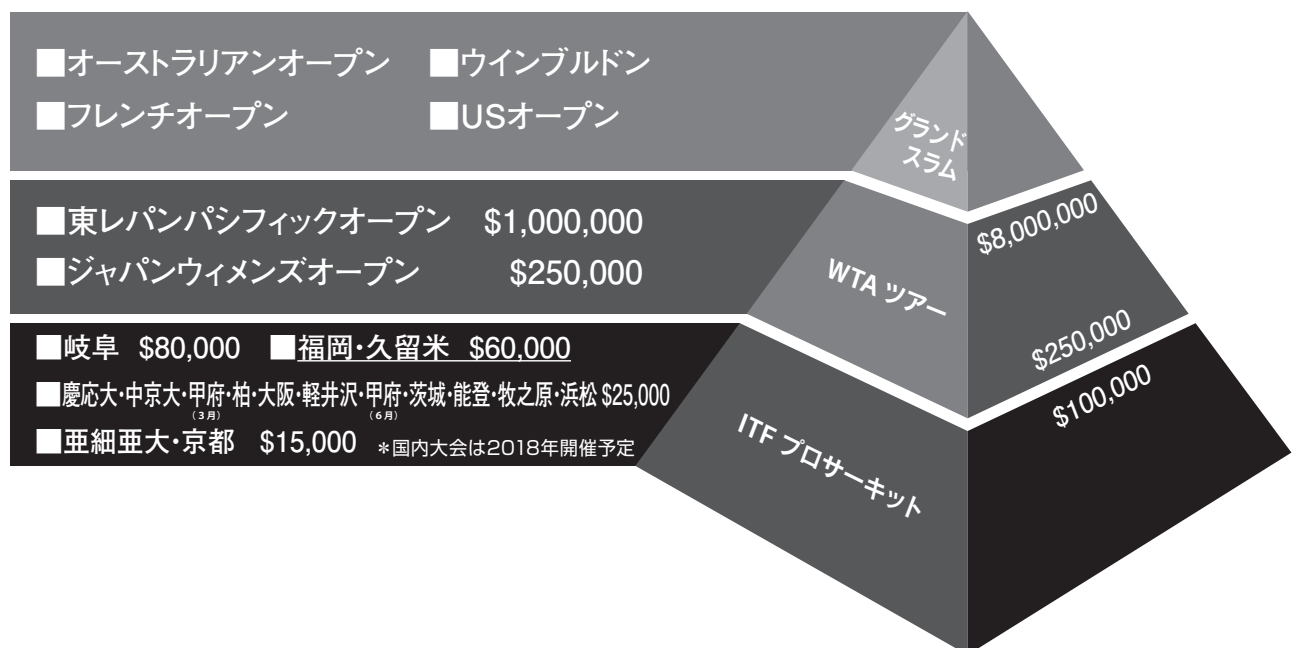 ■オーストラリアンオープン ■ウインブルドン
■フレンチオープン ■USオープン
グランド
スラム
■東レパンパシフィックオープン $1,000,000
■ジャパンウィメンズオープン $250,000
WTA ツアー
$8,000,000
$250,000
■岐阜 $80,000 ■福岡・久留米 $60,000
■慶応大・中京大・甲府・柏・大阪・軽井沢・甲府・茨城・能登・牧之原・浜松 $25,000
（3月） （6月）
■亜細亜大・京都 $15,000 *国内大会は2018年開催予定
ITF プロサーキット
$100,000